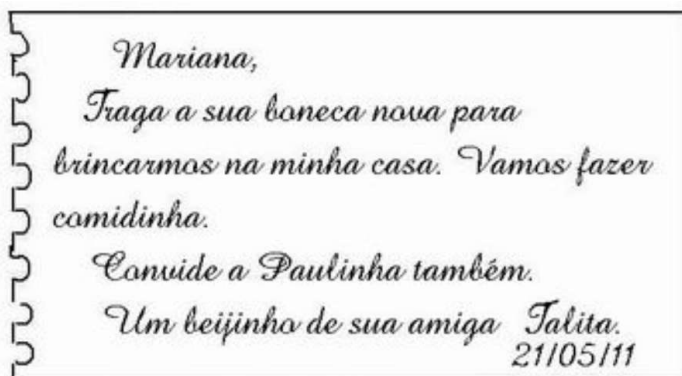 Mariana,
Traga a sua boneca nova para
brincarmos na minha casa. Vamos fazer
comidinha.
Convide a Paulinha também.
Um beijinho de sua amiga Talita.
21/05/11